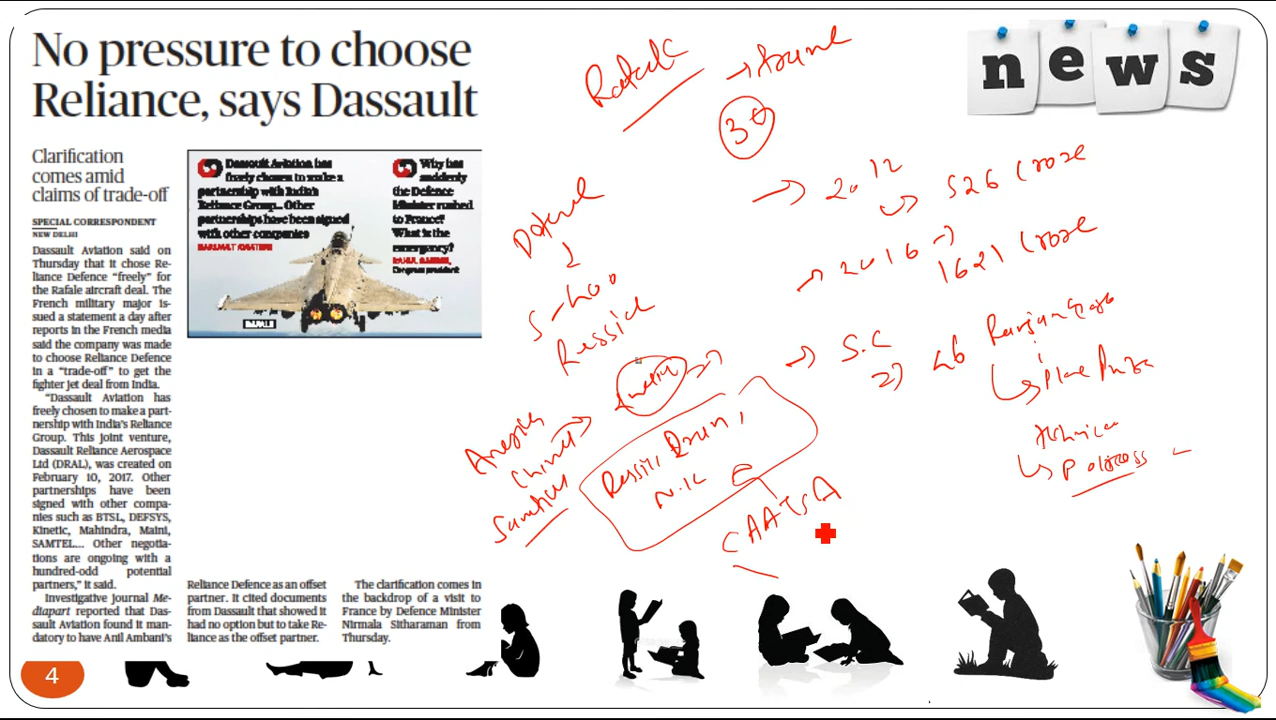 No pressure to choose
Reliance, says Dassault
Clarification
comes amid
claims of trade-off
SPECIAL CORRESPONDENT
NEW DELHI
Dassault Aviation said on
Thursday that it chose Re-
liance Defence “freely” for
the Rafale aircraft deal. The
French military major is-
sued a statement a day after
reports in the French media
said the company was made
to choose Reliance Defence
in a “trade-off” to get the
fighter jet deal from India.
“Dassault Aviation has
freely chosen to make a part-
nership with India’s Reliance
Group. This joint venture,
Dassault Reliance Aerospace
Ltd (DRAL), was created on
February 10, 2017. Other
partnerships have been
signed with other compa-
nies such as BTSL, DEFSYS,
Kinetic, Mahindra, Maini,
SAMTEL... Other negotia-
tions are ongoing with a
hundred-odd potential
partners,” it said.
Investigative journal Me-
diapart reported that Das-
sault Aviation found it man-
datory to have Anil Ambani’s
Dassault Aviation has
freely chosen to make a
partnership with India's
Reliance Group... Other
partnerships have been signed
with other companies
Why has
suddenly
the Defence
Minister rushed
to France?
What is the
emergency?
RAHUL GANDHI,
Congress president
RAFALE
Reliance Defence as an offset
partner. It cited documents
from Dassault that showed it
had no option but to take Re-
liance as the offset partner.
The clarification comes in
the backdrop of a visit to
France by Defence Minister
Nirmala Sitharaman from
Thursday.
news
Rafale
36
2012
526 Crore
2016
1621 Crore
S.C
S-400
CAATSA
4